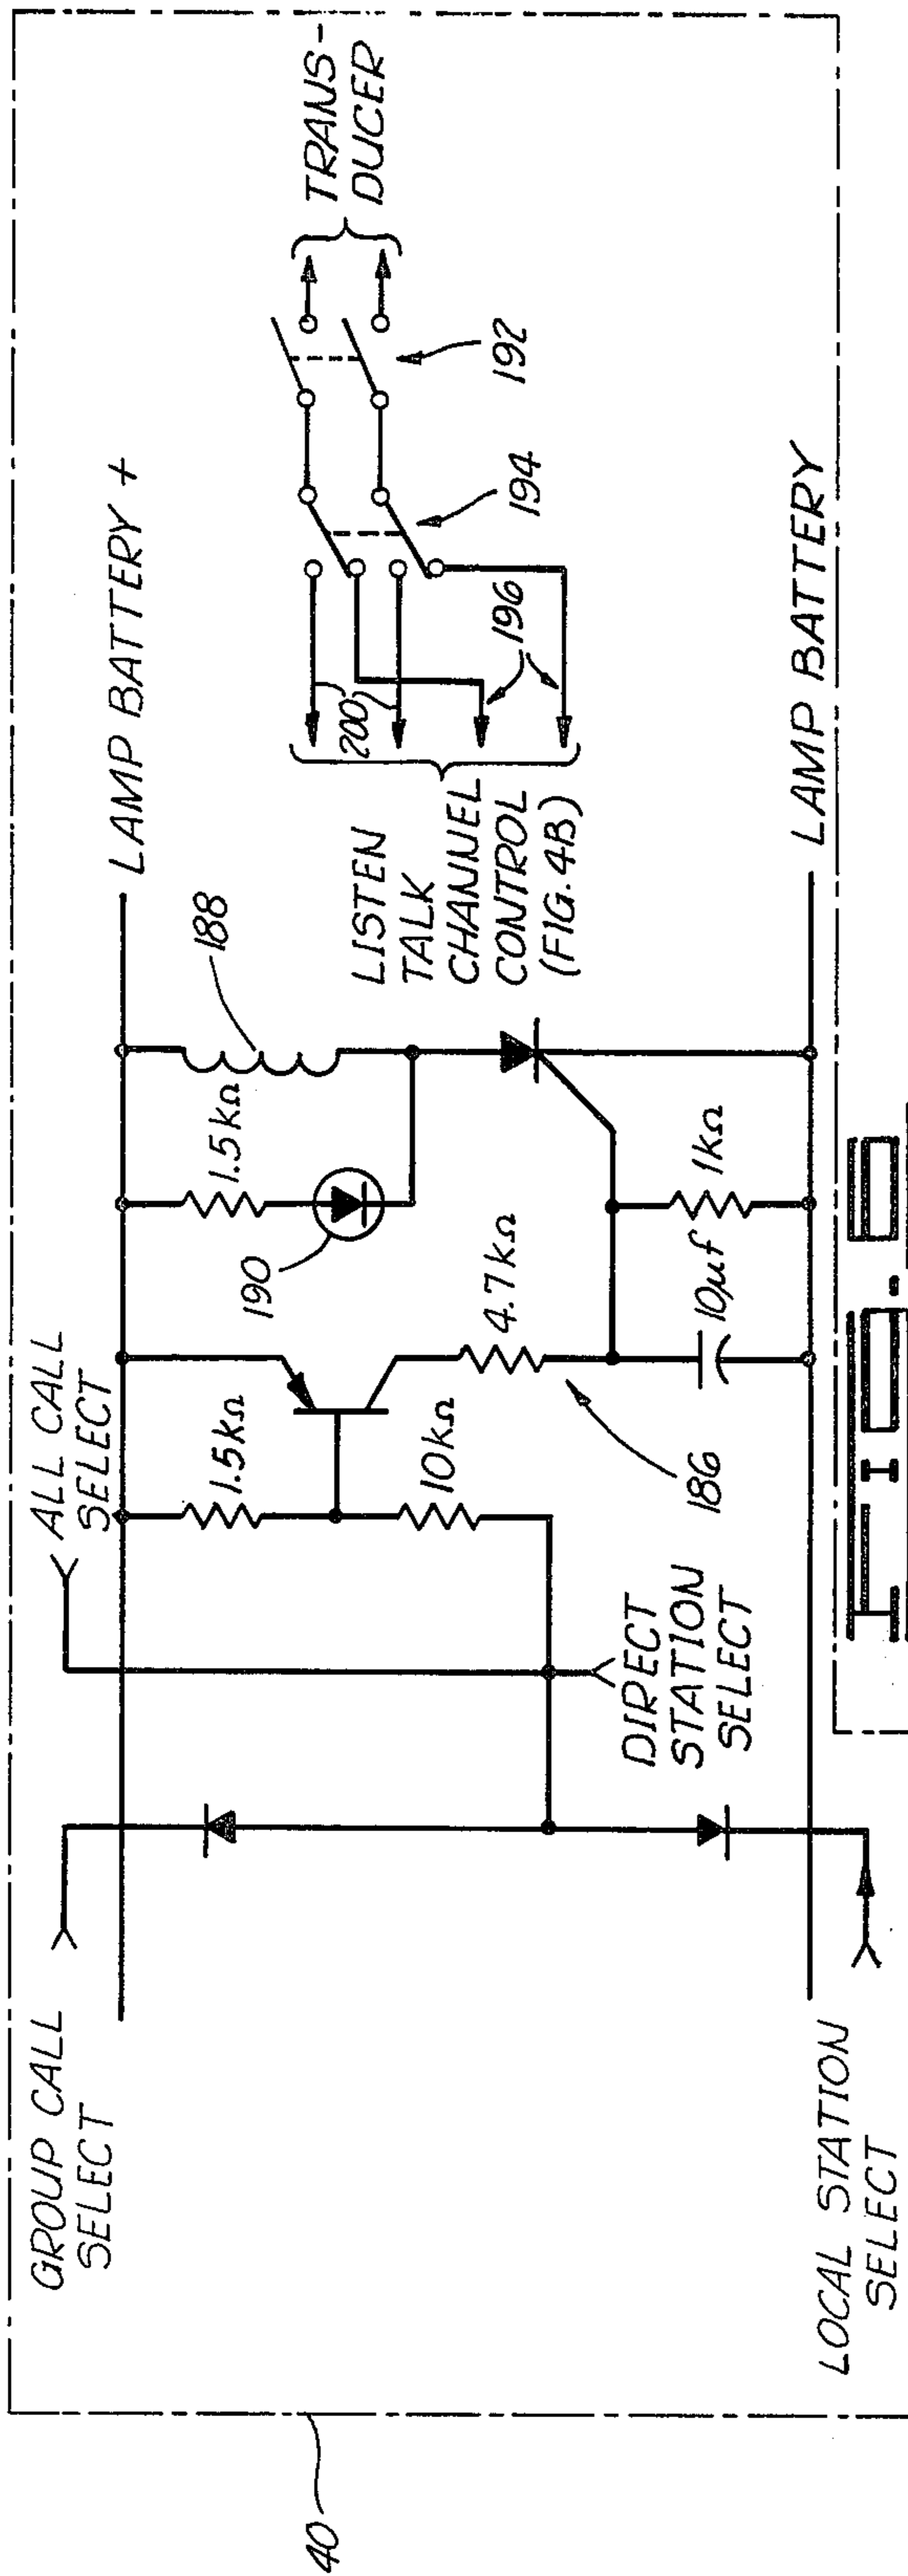 GROUP CALL
SELECT
ALL CALL
SELECT
LAMP BATTERY +
40
1.5kΩ
10kΩ
4.7kΩ
186
1.5kΩ
190
188
10µf
1kΩ
DIRECT
STATION
SELECT
LISTEN
TALK
CHANNEL
CONTROL
(FIG.4B)
200
196
194
192
TRANS-
DUCER
LOCAL STATION
SELECT
LAMP BATTERY
FIG.